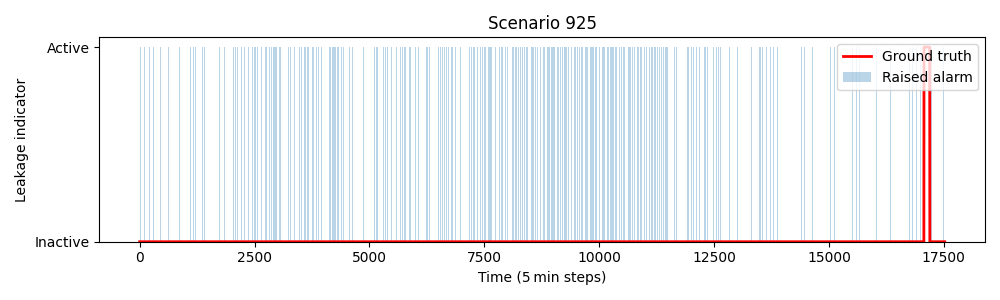 Scenario 925
Active
Inactive
Leakage indicator
Ground truth
Raised alarm
0
2500
5000
7500
10000
12500
15000
17500
Time (5 min steps)